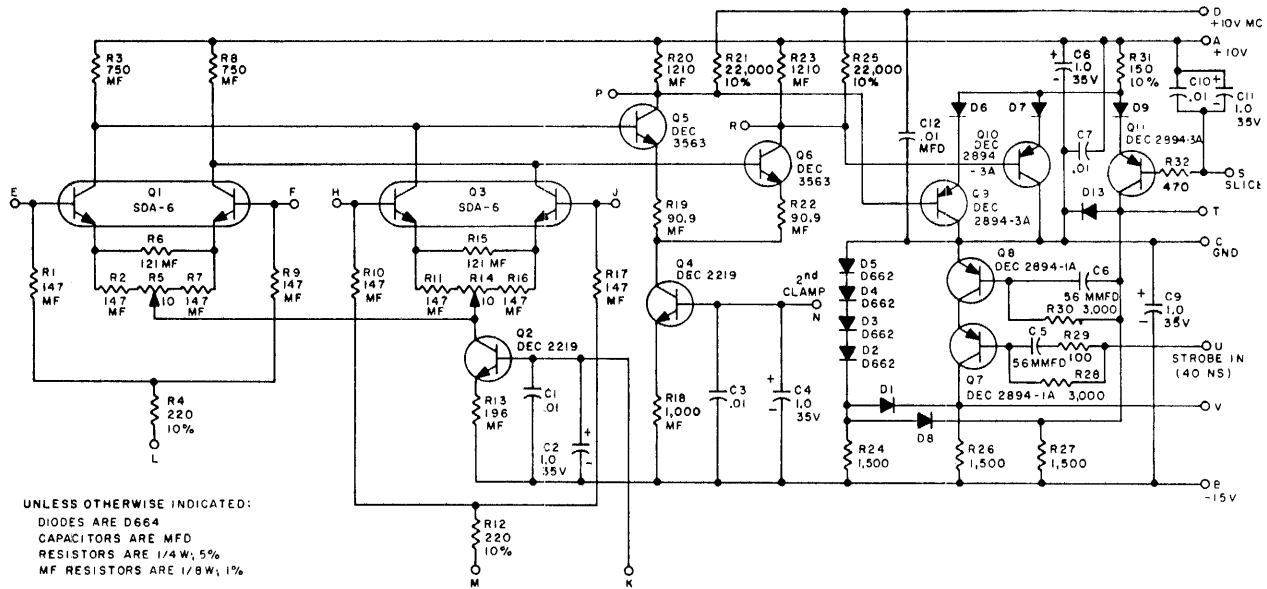 D
+10V MC
A
+10V
R3
750
MF
R8
750
MF
R20
1210
MF
R21
22,000
10%
R23
1210
MF
R25
22,000
10%
C6
1.0
35V
R31
150
10%
C10
.01
C11
1.0
35V
P
Q5
DEC
3563
R
Q6
DEC
3563
C12
.01
MFD
D6
D7
D9
Q10
DEC
2894
-3A
C7
.01
Q11
DEC 2894-3A
R32
470
S
SLICE
E
Q1
SDA-6
F
H
Q3
SDA-6
J
Q9
DEC
2894-3A
D13
T
R19
90.9
MF
R22
90.9
MF
R6
121 MF
R15
121 MF
C
GND
R1
147
MF
R2
147
MF
R5
10
R7
147
MF
R9
147
MF
R10
147
MF
R11
147
MF
R14
10
R16
147
MF
R17
147
MF
Q4
DEC 2219
2nd
CLAMP
N
D5
D662
D4
D662
D3
D662
D2
D662
Q8
DEC 2894-1A
C6
56 MMFD
R30
3,000
C9
1.0
35V
C5
56MMFD
R29
100
R28
3,000
U
STROBE IN
(40 NS)
Q7
DEC 2894-1A
Q2
DEC 2219
R4
220
10%
L
R13
196
MF
C1
.01
C2
1.0
35V
R18
1,000
MF
C3
.01
C4
1.0
35V
D1
V
D8
R24
1,500
R26
1,500
R27
1,500
B
-15V
UNLESS OTHERWISE INDICATED:
DIODES ARE D664
CAPACITORS ARE MFD
RESISTORS ARE 1/4 W; 5%
MF RESISTORS ARE 1/8W; 1%
R12
220
10%
M
K